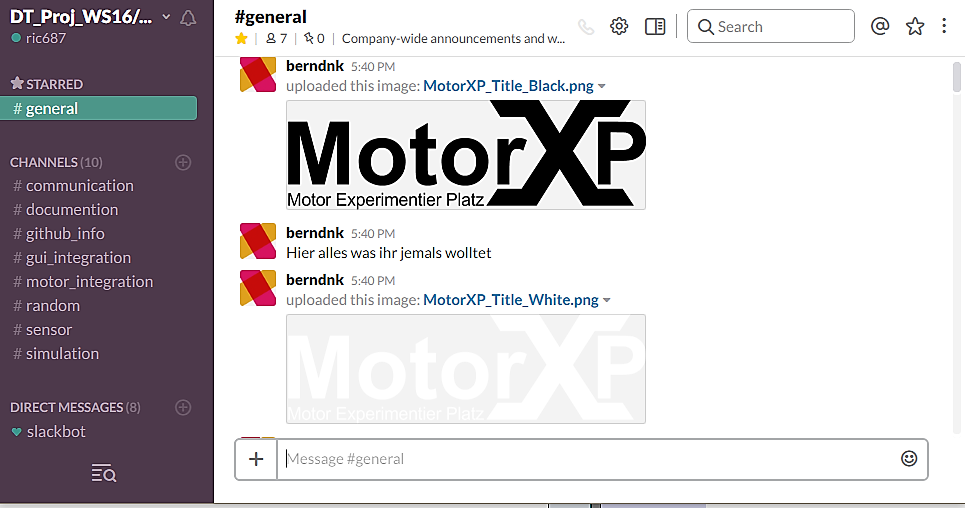 DT_Proj_WS16/...
ric687
STARRED
# general
CHANNELS (10)
# communication
# documention
# github_info
# gui_integration
# motor_integration
# random
# sensor
# simulation
DIRECT MESSAGES (8)
slackbot
#general
7 | 0 | Company-wide announcements and w...
Search
berndnk 5:40 PM
uploaded this image: MotorXP_Title_Black.png
MotorXP
Motor Experimentier Platz
berndnk 5:40 PM
Hier alles was ihr jemals wolltet
berndnk 5:40 PM
uploaded this image: MotorXP_Title_White.png
MotorXP
Motor Experimentier Platz
Message #general